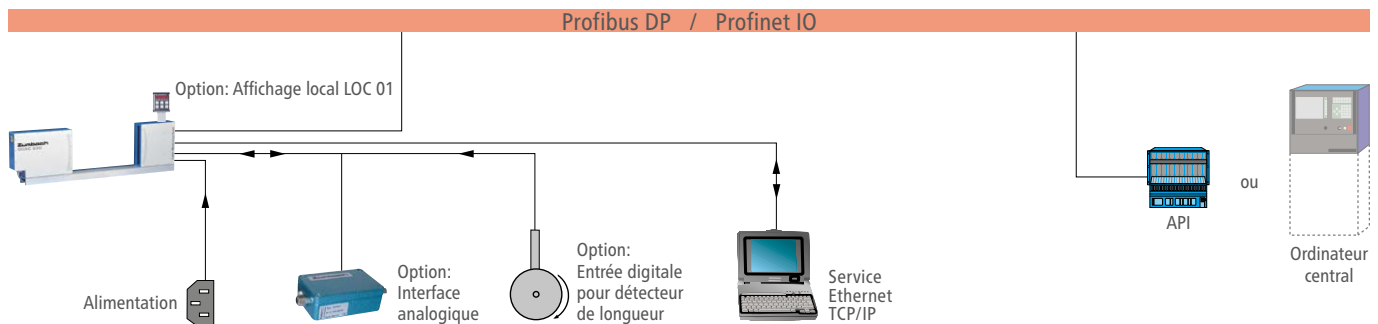 Profibus DP / Profinet IO
Option: Affichage local LOC 01
Zumbach
Alimentation
Option:
Interface
analogique
Option:
Entrée digitale
pour détecteur
de longueur
Service
Ethernet
TCP/IP
API
ou
Ordinateur
central